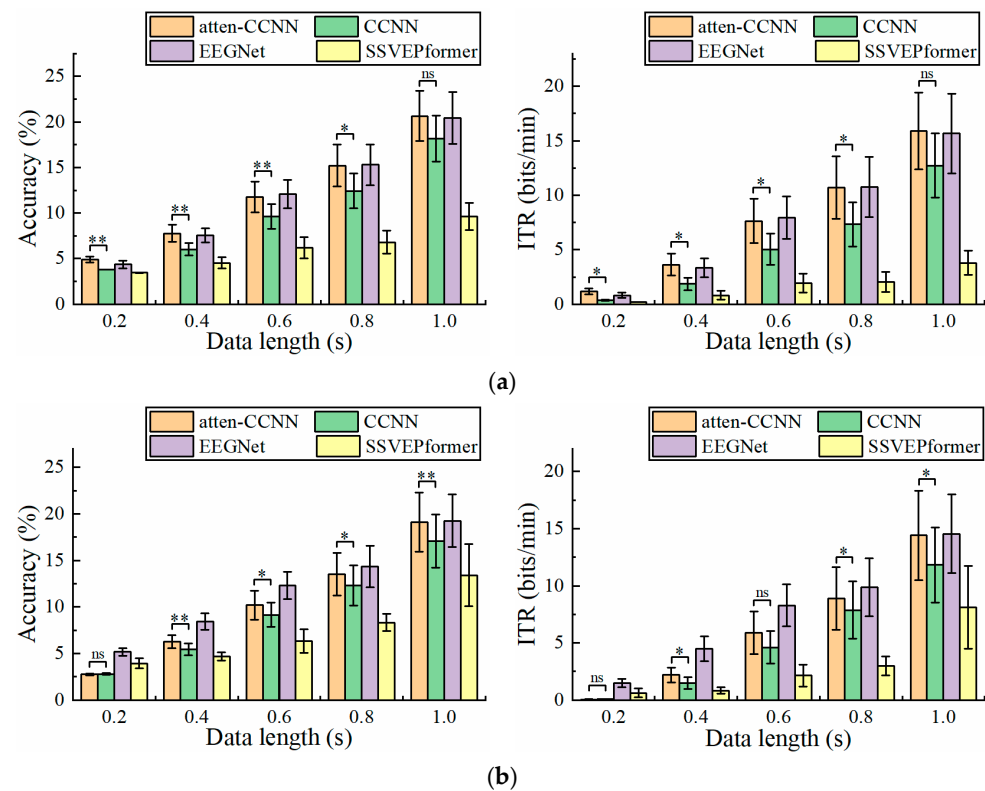 atten-CCNN CCNN
EEGNet SSVEPformer
Accuracy (%)
25
20
15
10
5
0
** ** ** * ns
0.2 0.4 0.6 0.8 1.0
Data length (s)
atten-CCNN CCNN
EEGNet SSVEPformer
ITR (bits/min)
20
15
10
5
0
* * * * ns
0.2 0.4 0.6 0.8 1.0
Data length (s)
(a)
atten-CCNN CCNN
EEGNet SSVEPformer
Accuracy (%)
25
20
15
10
5
0
ns ** * * **
0.2 0.4 0.6 0.8 1.0
Data length (s)
atten-CCNN CCNN
EEGNet SSVEPformer
ITR (bits/min)
20
15
10
5
0
ns * ns * *
0.2 0.4 0.6 0.8 1.0
Data length (s)
(b)